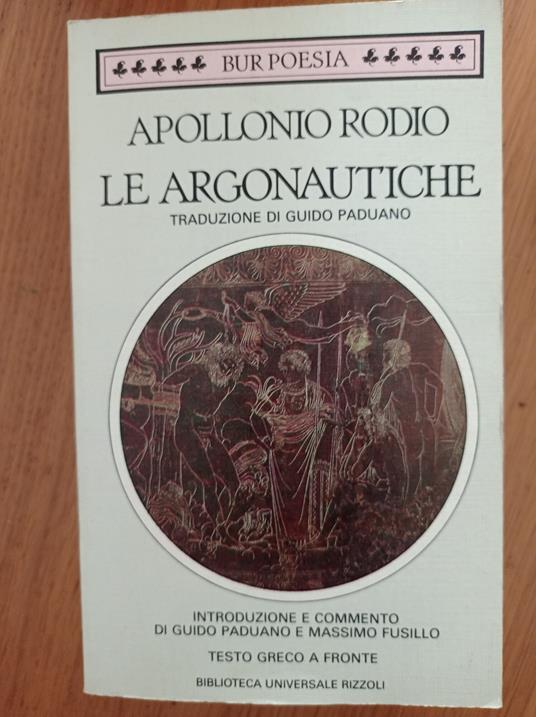 BUR POESIA
APOLLONIO RODIO
LE ARGONAUTICHE
TRADUZIONE DI GUIDO PADUANO
INTRODUZIONE E COMMENTO
DI GUIDO PADUANO E MASSIMO FUSILLO
TESTO GRECO A FRONTE
BIBLIOTECA UNIVERSALE RIZZOLI